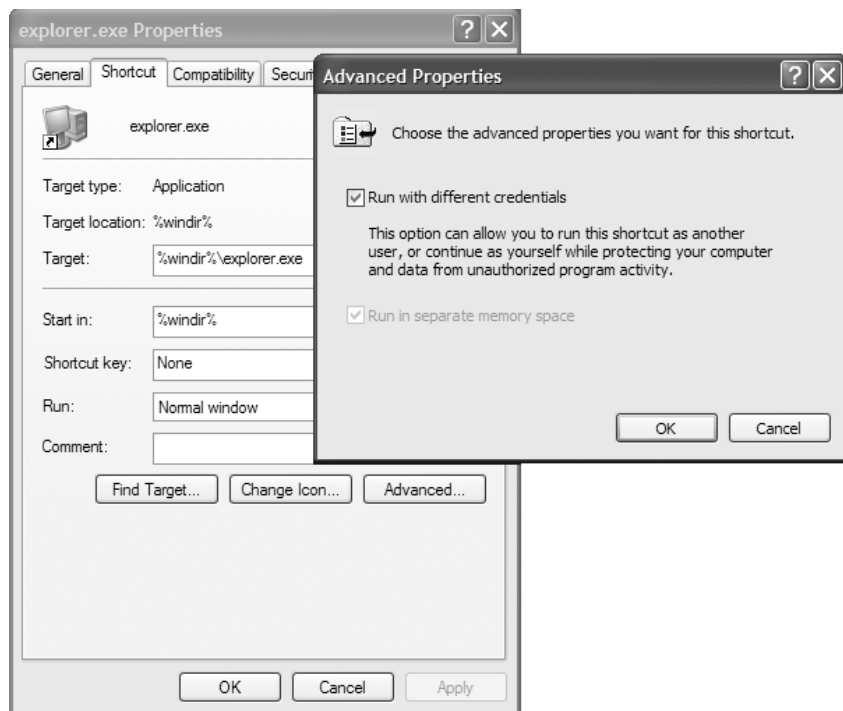 explorer.exe Properties
General Shortcut Compatibility
explorer.exe
Target type: Application
Target location: %windir%
Target: %windir%\explorer.exe
Start in: %windir%
Shortcut key: None
Run: Normal window
Comment:
Find Target... Change Icon... Advanced...
OK Cancel Apply
Advanced Properties
Choose the advanced properties you want for this shortcut.
Run with different credentials
This option can allow you to run this shortcut as another
user, or continue as yourself while protecting your computer
and data from unauthorized program activity.
Run in separate memory space
OK Cancel